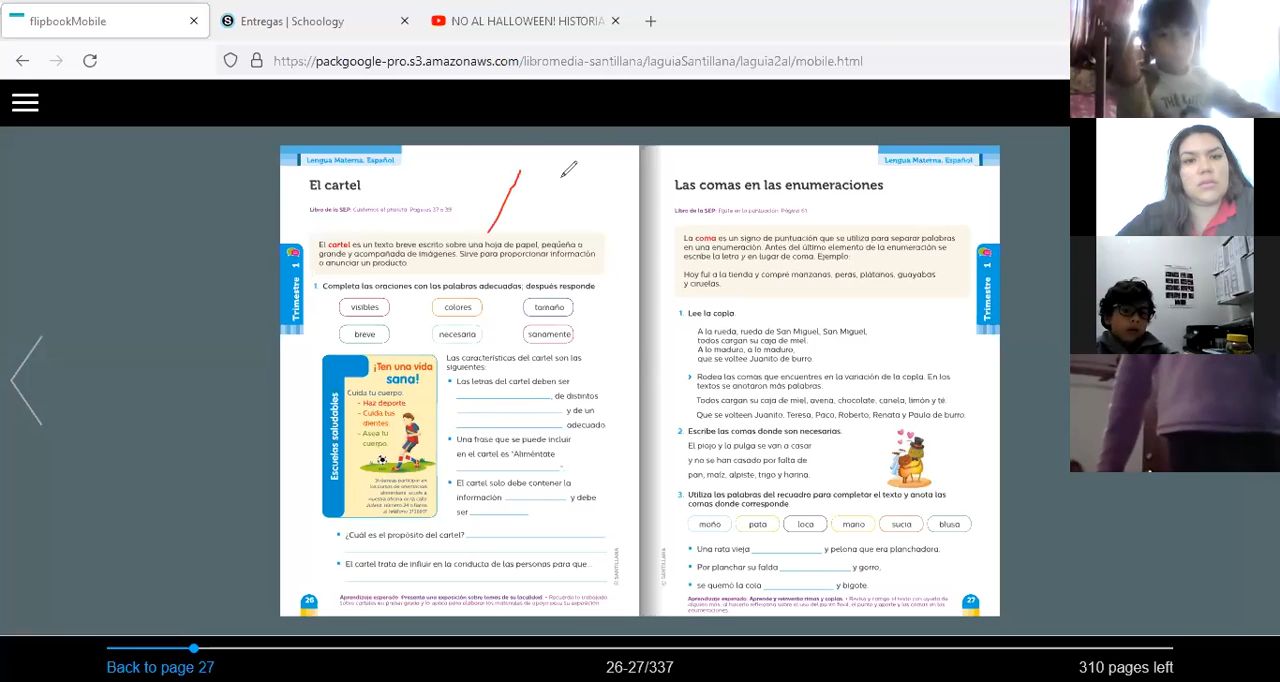 flipbookMobile
Entregas | Schoology
NO AL HALLOWEEN! HISTORIA
https://packgoogle-pro.s3.amazonaws.com/libromedia-santillana/laguiaSantillana/laguia2al/mobile.html
Lengua Materna. Español
El cartel
Trimestre 1
El cartel es un texto breve escrito sobre una hoja de papel, pequeña o
grande y acompañada de imágenes. Sirve para proporcionar información
o anunciar un producto.
1. Completa las oraciones con las palabras adecuadas; después responde
visibles colores tamaño
breve necesaria sanamente
Escuelas saludables
¡Ten una vida
sana!
Cuida tu cuerpo:
- Haz deporte.
- Cuida tus
dientes.
- Asea tu
cuerpo.
Las características del cartel son las
siguientes:
• Las letras del cartel deben ser
, de distintos
y de un
adecuado
• Una frase que se puede incluir
en el cartel es "Aliméntate
".
• El cartel solo debe contener la
información y debe
ser
• ¿Cuál es el propósito del cartel?
• El cartel trata de influir en la conducta de las personas para que
© SANTILLANA
26
Lengua Materna. Español
Las comas en las enumeraciones
Trimestre 1
La coma es un signo de puntuación que se utiliza para separar palabras
en una enumeración. Antes del último elemento de la enumeración se
escribe la letra y en lugar de coma. Ejemplo:
Hoy fui a la tienda y compré manzanas, peras, plátanos, guayabas
y ciruelas.
1. Lee la copla
A la rueda, rueda de San Miguel, San Miguel,
todos cargan su caja de miel.
A lo maduro, a lo maduro,
que se voltee Juanito de burro
Rodea las comas que encuentres en la variación de la copla. En los
textos se anotaron más palabras.
Todos cargan su caja de miel, avena, chocolate, canela, limón y té.
Que se volteen Juanito, Teresa, Paco, Roberto, Renata y Paula de burro.
2. Escribe las comas donde son necesarias.
El piojo y la pulga se van a casar
y no se han casado por falta de
pan, maíz, alpiste, trigo y harina.
3. Utiliza las palabras del recuadro para completar el texto y anota las
comas donde corresponde.
moño pata loca mano sucia blusa
• Una rata vieja y pelona que era planchadora.
• Por planchar su falda y gorro,
• se quemó la cola y bigote.
© SANTILLANA
27
Back to page 27
26-27/337
310 pages left